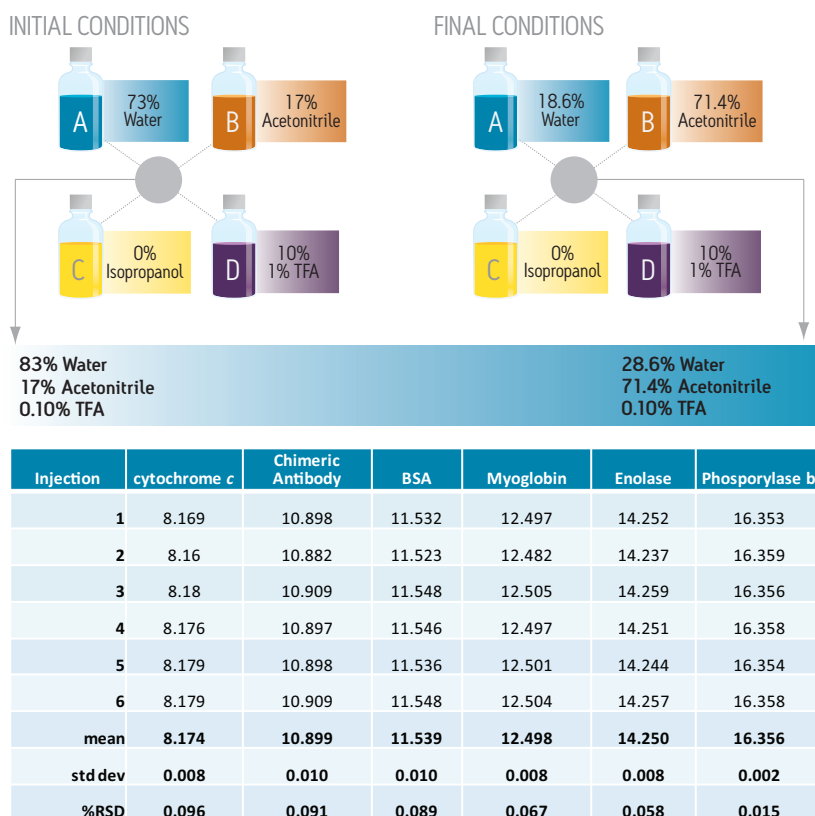 INITIAL CONDITIONS
FINAL CONDITIONS
A
73%
Water
B
17%
Acetonitrile
C
0%
Isopropanol
D
10%
1% TFA
A
18.6%
Water
B
71.4%
Acetonitrile
C
0%
Isopropanol
D
10%
1% TFA
83% Water
17% Acetonitrile
0.10% TFA
28.6% Water
71.4% Acetonitrile
0.10% TFA
Injection cytochrome c Chimeric Antibody BSA Myoglobin Enolase Phosporylase b
1 8.169 10.898 11.532 12.497 14.252 16.353
2 8.16 10.882 11.523 12.482 14.237 16.359
3 8.18 10.909 11.548 12.505 14.259 16.356
4 8.176 10.897 11.546 12.497 14.251 16.358
5 8.179 10.898 11.536 12.501 14.244 16.354
6 8.179 10.909 11.548 12.504 14.257 16.358
mean 8.174 10.899 11.539 12.498 14.250 16.356
std dev 0.008 0.010 0.010 0.008 0.008 0.002
%RSD 0.096 0.091 0.089 0.067 0.058 0.015